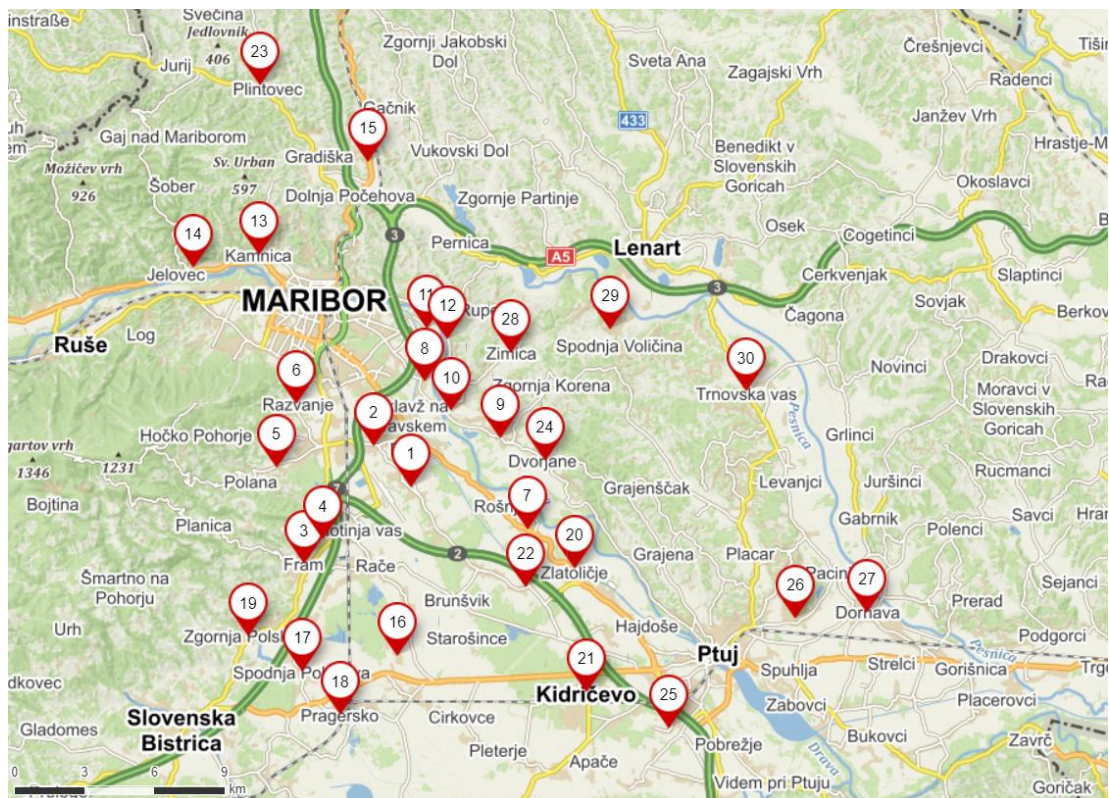 Svečina
Jedlovnik
406
Jurij
23
Plintovec
Zgornji Jakobski
Dol
Sveta Ana
Zagajski Vrh
Črešnjevci
Radenci
Gačnik
15
433
Janžev Vrh
Gaj nad Mariborom
Gradiška
Vukovski Dol
Benedikt v
Slovenskih
Goricah
Možičev vrh
926
Sv. Urban
597
Šober
Dolnja Počehova
Zgornje Partinje
Okoslavci
14
13
Kamnica
3
Pernica
A5
Lenart
Osek
Cogetinci
Jelovec
Cerkvenjak
Slaptinci
MARIBOR
11
12
28
29
3
Sovjak
Čagona
Ruše
Log
8
Zimica
Spodnja Voličina
30
Drakovci
6
10
Zgornja Korena
Trnovska vas
Novinci
Moravci v
Slovenskih
Goricah
Razvanje
2
9
Pesnica
5
Hočko Pohorje
24
Grlinci
1346
1231
1
Dvorjane
Rucmanci
Polana
Grajenščak
Levanjci
Juršinci
Bojtina
7
Gabrnik
Savci
Planica
4
3
20
Polenci
2
22
Grajena
Placar
Fram
Rače
Zlatoličje
26
27
Sejanci
Šmartno na
Pohorju
Brunšvik
Dornava
Prerad
19
16
Hajdoše
Urh
17
Starošince
Podgorci
21
Ptuj
Pesnica
18
25
Spuhlja
Strelci
Gorišnica
Kidričevo
Zabovci
Placerovci
Slovenska
Bistrica
Pragersko
Cirkovce
Gladomes
Pleterje
Pobrežje
Bukovci
Zavrč
Apače
Drava
Videm pri Ptuju
Goričak
0 3 6 9
km